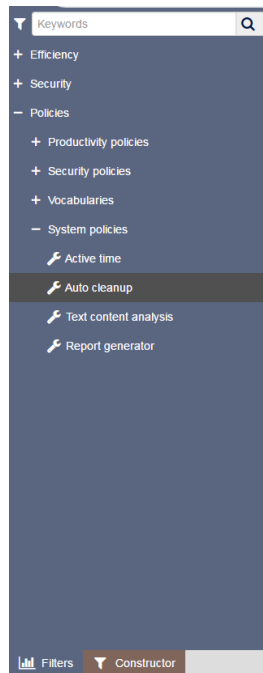 Keywords
+ Efficiency
+ Security
− Policies
+ Productivity policies
+ Security policies
+ Vocabularies
− System policies
Active time
Auto cleanup
Text content analysis
Report generator
Filters Constructor